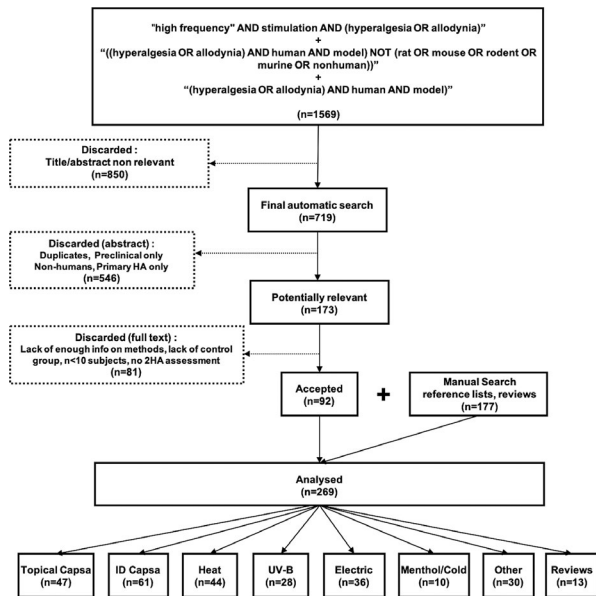 "high frequency" AND stimulation AND (hyperalgesia OR allodynia)”
+
“((hyperalgesia OR allodynia) AND human AND model) NOT (rat OR mouse OR rodent OR
murine OR nonhuman))”
+
“(hyperalgesia OR allodynia) AND human AND model)”
(n=1569)
Discarded :
Title/abstract non relevant
(n=850)
Final automatic search
(n=719)
Discarded (abstract) :
Duplicates, Preclinical only
Non-humans, Primary HA only
(n=546)
Potentially relevant
(n=173)
Discarded (full text) :
Lack of enough info on methods, lack of control
group, n<10 subjects, no 2HA assessment
(n=81)
Accepted
(n=92)
+
Manual Search
reference lists, reviews
(n=177)
Analysed
(n=269)
Topical Capsa
(n=47)
ID Capsa
(n=61)
Heat
(n=44)
UV-B
(n=28)
Electric
(n=36)
Menthol/Cold
(n=10)
Other
(n=30)
Reviews
(n=13)